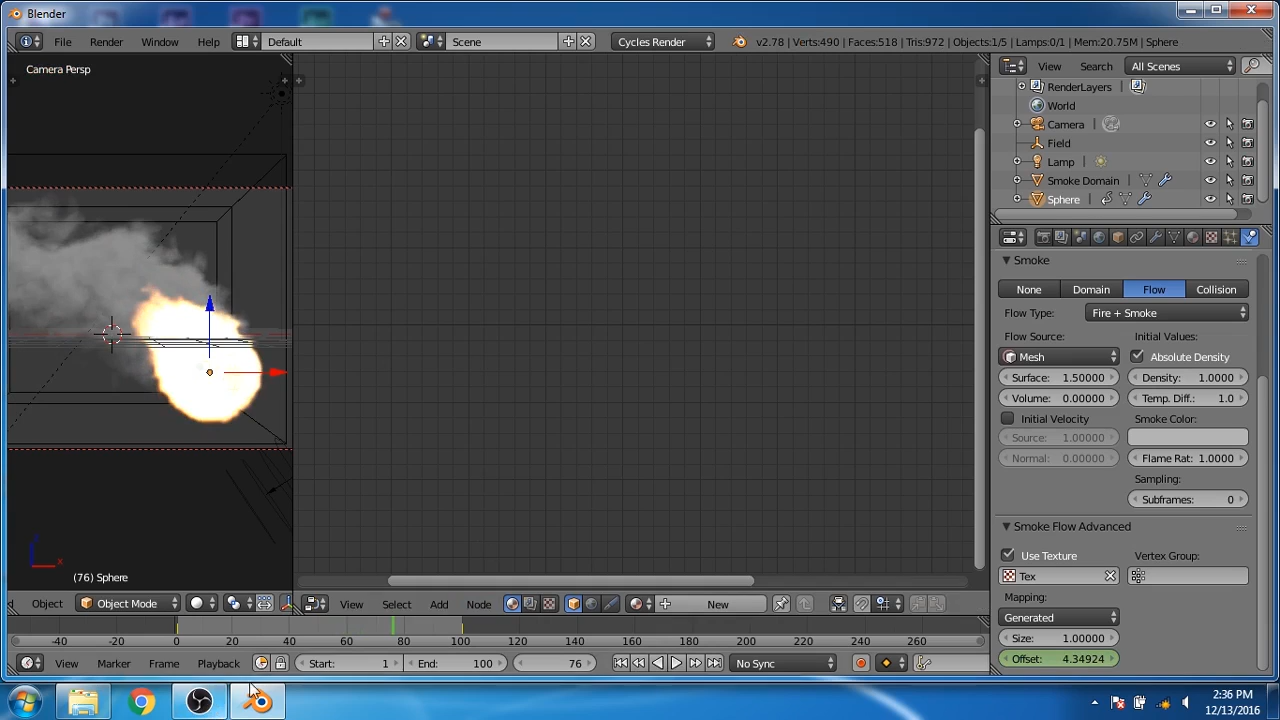 Blender
File Render Window Help Default Scene Cycles Render v2.78 | Verts:490 | Faces:518 | Tris:972 | Objects:1/5 | Lamps:0/1 | Mem:20.75M | Sphere
Camera Persp
View Search All Scenes
RenderLayers
World
Camera
Field
Lamp
Smoke Domain
Sphere
Smoke
None Domain Flow Collision
Flow Type: Fire + Smoke
Flow Source: Initial Values:
Mesh Absolute Density
Surface: 1.50000 Density: 1.0000
Volume: 0.00000 Temp. Diff.: 1.0
Initial Velocity Smoke Color:
Source: 1.00000
Normal: 0.00000 Flame Rat: 1.0000
Sampling:
Subframes: 0
Smoke Flow Advanced
Use Texture Vertex Group:
Tex
Mapping:
Generated
Size: 1.00000
Offset: 4.34924
(76) Sphere
Object Object Mode View Select Add Node New
-40 -20 0 20 40 60 80 100 120 140 160 180 200 220 240 260
View Marker Frame Playback Start: 1 End: 100 76 No Sync
2:36 PM
12/13/2016